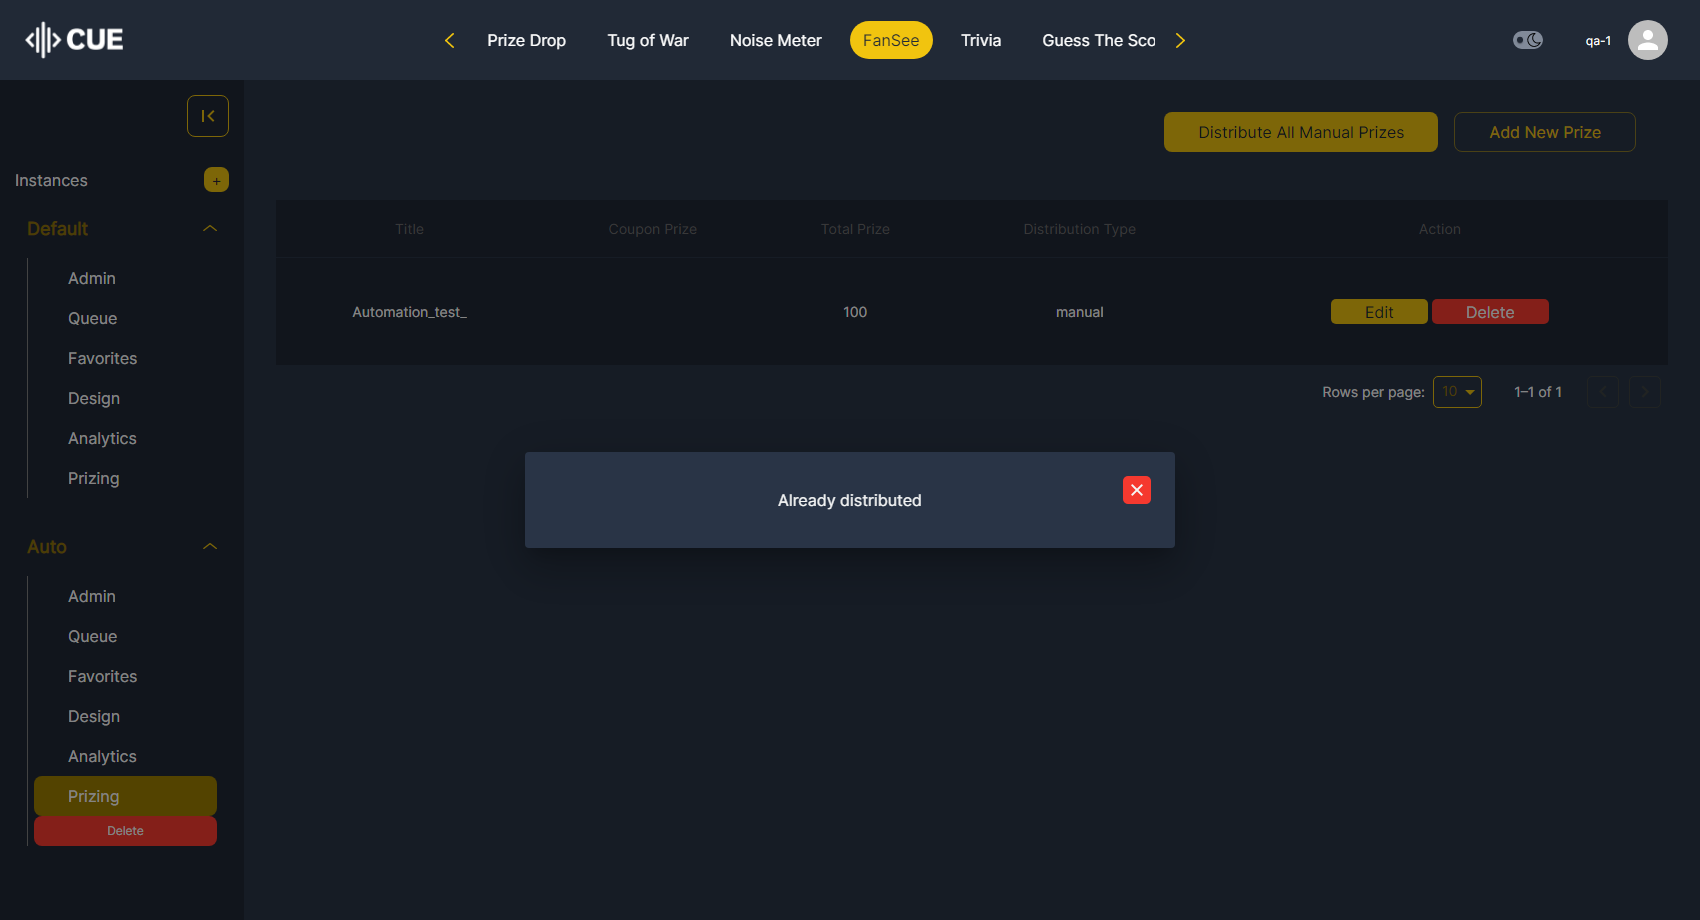 CUE
Prize Drop
Tug of War
Noise Meter
FanSee
Trivia
Guess The Sco
qa-1
Distribute All Manual Prizes
Add New Prize
Instances
+
Default
Admin
Queue
Favorites
Design
Analytics
Prizing
Auto
Admin
Queue
Favorites
Design
Analytics
Prizing
Delete
Title Coupon Prize Total Prize Distribution Type Action
Automation_test_ 100 manual Edit Delete
Rows per page: 10 1–1 of 1
Already distributed